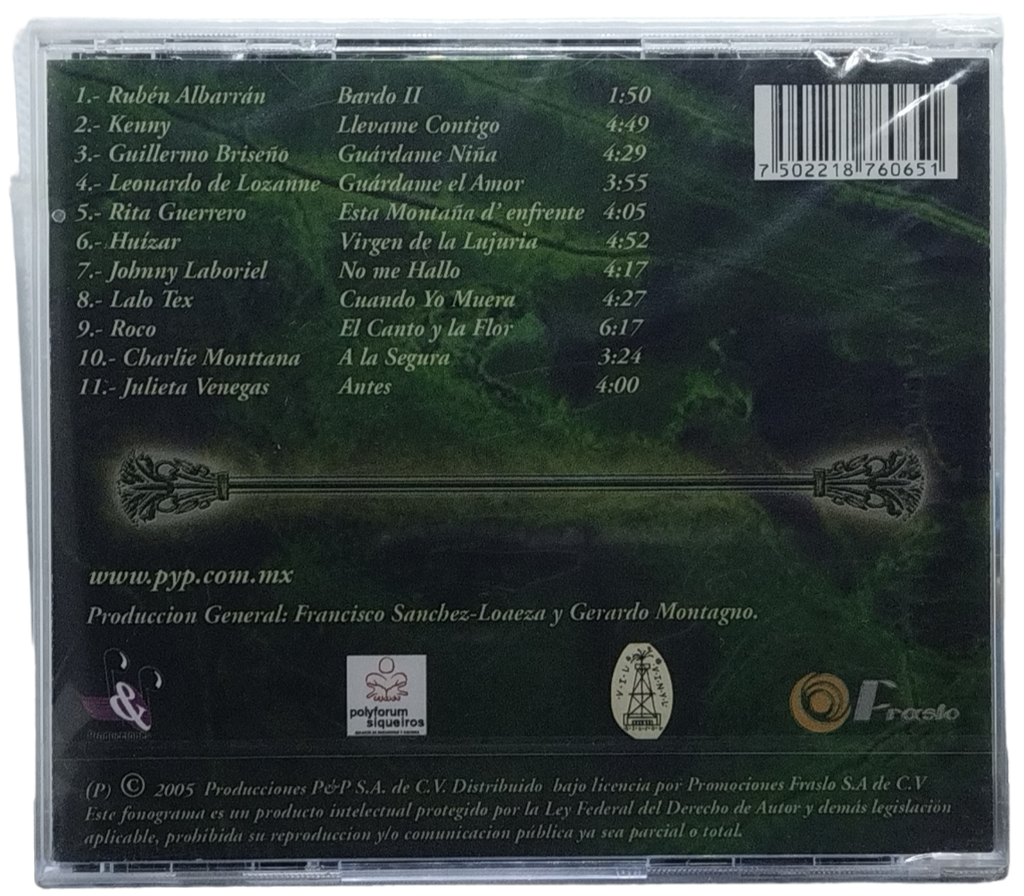 1.- Rubén Albarrán Bardo II 1:50
2.- Kenny Llevame Contigo 4:49
3.- Guillermo Briseño Guárdame Niña 4:29
4.- Leonardo de Lozanne Guárdame el Amor 3:55
5.- Rita Guerrero Esta Montaña d' enfrente 4:05
6.- Huízar Virgen de la Lujuria 4:52
7.- Johnny Laboriel No me Hallo 4:17
8.- Lalo Tex Cuando Yo Muera 4:27
9.- Roco El Canto y la Flor 6:17
10.- Charlie Monttana A la Segura 3:24
11.- Julieta Venegas Antes 4:00
7 502218 760651
www.pyp.com.mx
Produccion General: Francisco Sanchez-Loaeza y Gerardo Montagno.
&
Producciones
polyforum
siqueiros
VIL
VINYL
Fraslo
(P) © 2005 Producciones P&P S.A. de C.V. Distribuido bajo licencia por Promociones Fraslo S.A de C.V
Este fonograma es un producto intelectual protegido por la Ley Federal del Derecho de Autor y demás legislación
aplicable, prohibida su reproduccion y/o comunicacion pública ya sea parcial o total.